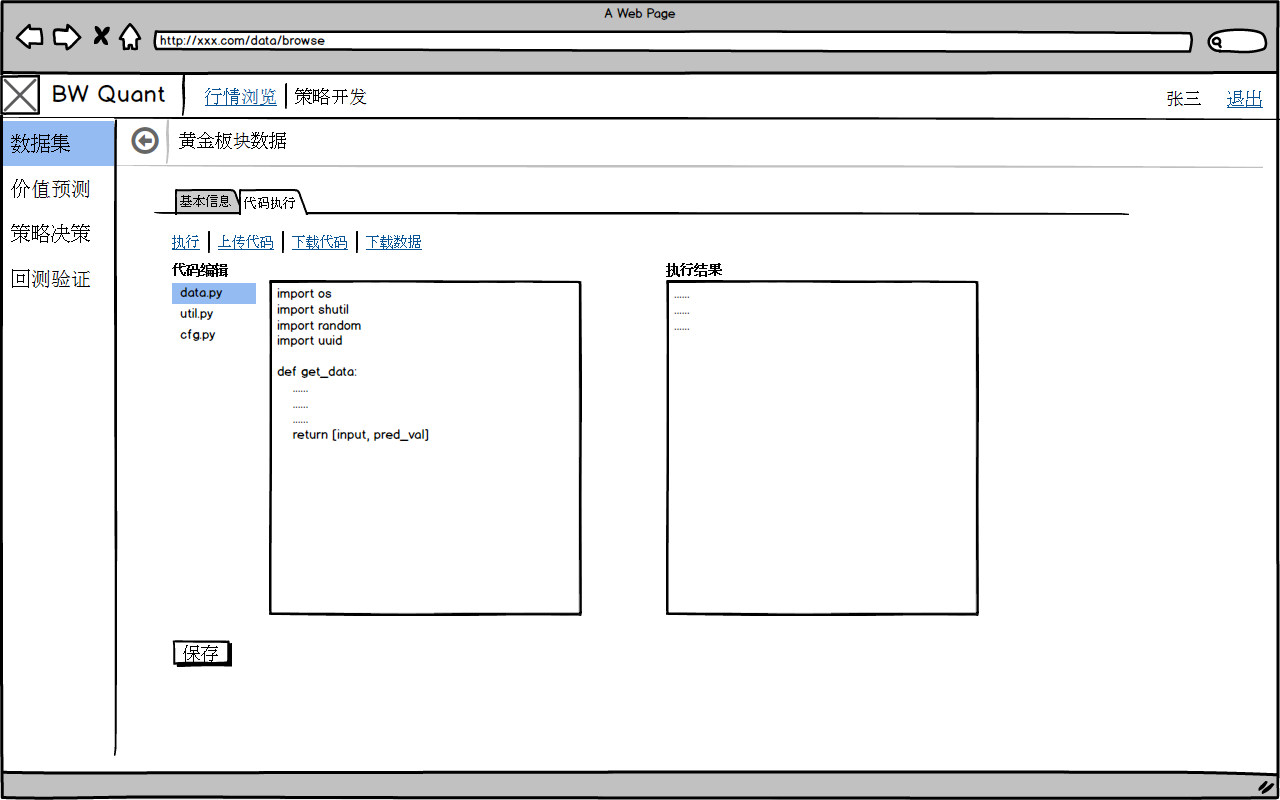 A Web Page
http://xxx.com/data/browse
BW Quant 行情浏览 策略开发 张三 退出
数据集
价值预测
策略决策
回测验证
黄金板块数据
基本信息 代码执行
执行 上传代码 下载代码 下载数据
代码编辑
data.py
util.py
cfg.py
import os
import shutil
import random
import uuid
def get_data:
......
......
......
return [input, pred_val]
执行结果
......
......
......
保存